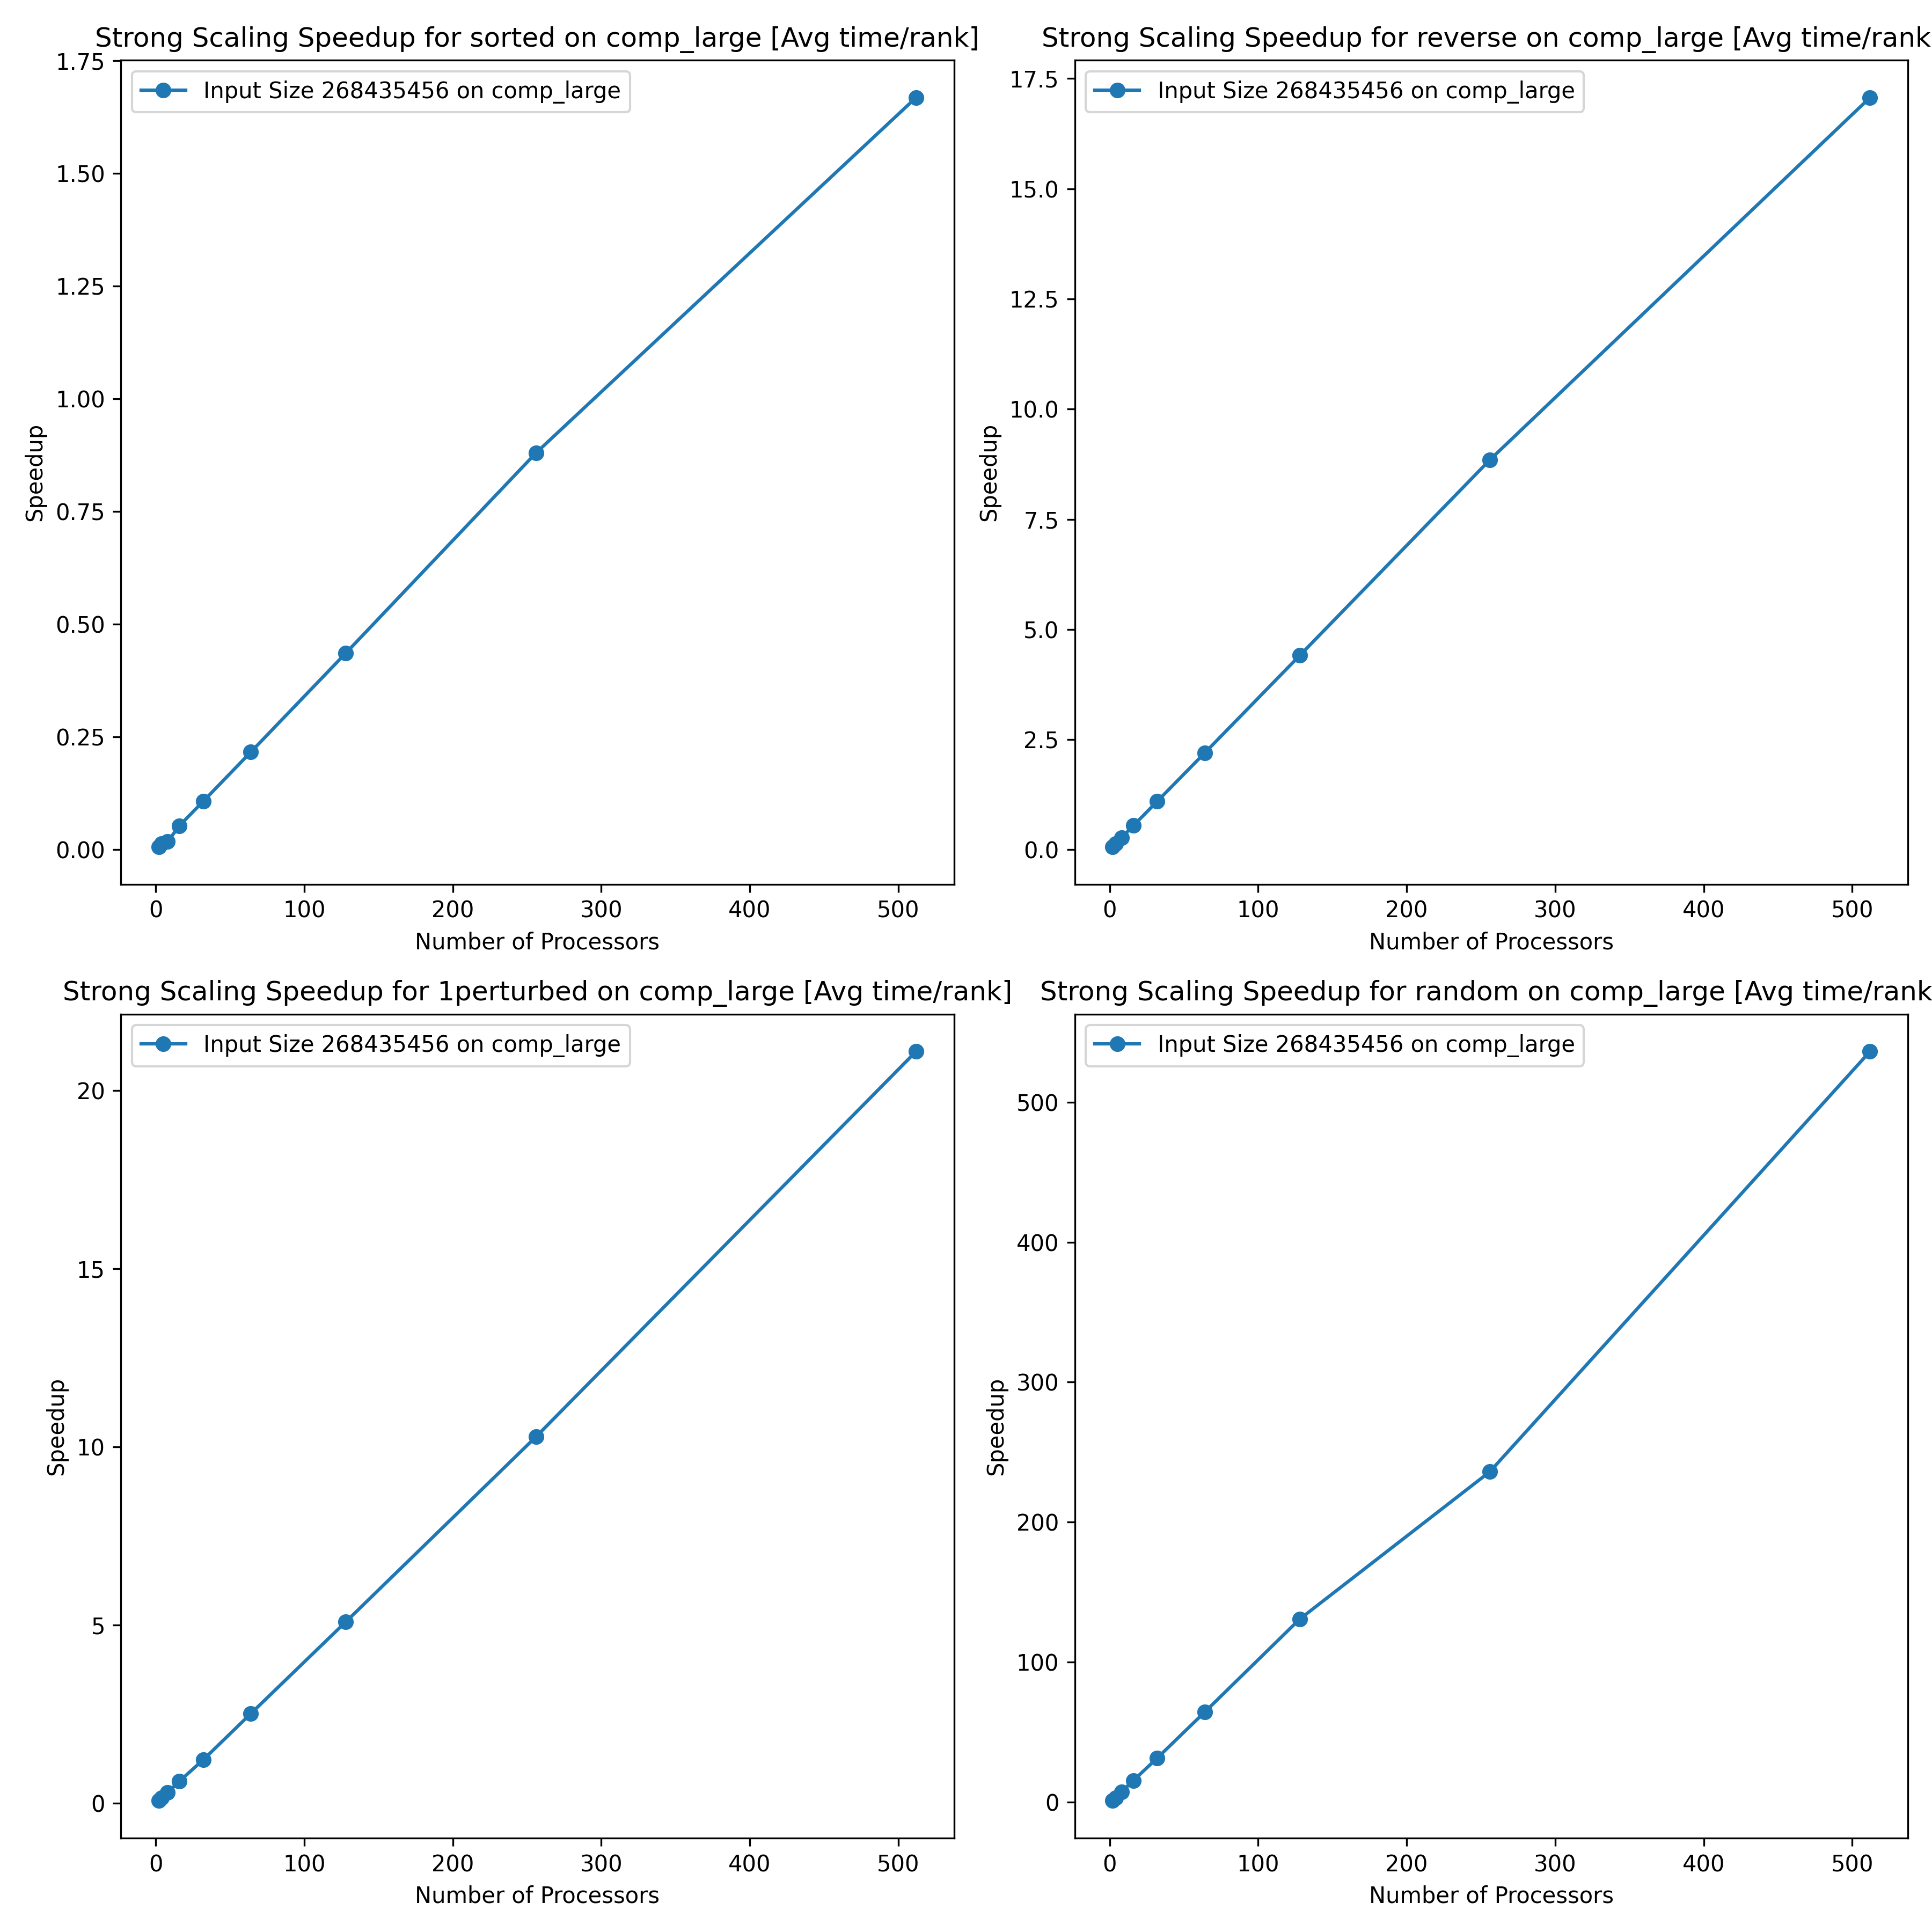 Strong Scaling Speedup for sorted on comp_large [Avg time/rank]
Input Size 268435456 on comp_large
1.75
1.50
1.25
1.00
0.75
0.50
0.25
0.00
Speedup
0 100 200 300 400 500
Number of Processors
Strong Scaling Speedup for reverse on comp_large [Avg time/rank
Input Size 268435456 on comp_large
17.5
15.0
12.5
10.0
7.5
5.0
2.5
0.0
Speedup
0 100 200 300 400 500
Number of Processors
Strong Scaling Speedup for 1perturbed on comp_large [Avg time/rank]
Input Size 268435456 on comp_large
20
15
10
5
0
Speedup
0 100 200 300 400 500
Number of Processors
Strong Scaling Speedup for random on comp_large [Avg time/rank
Input Size 268435456 on comp_large
500
400
300
200
100
0
Speedup
0 100 200 300 400 500
Number of Processors